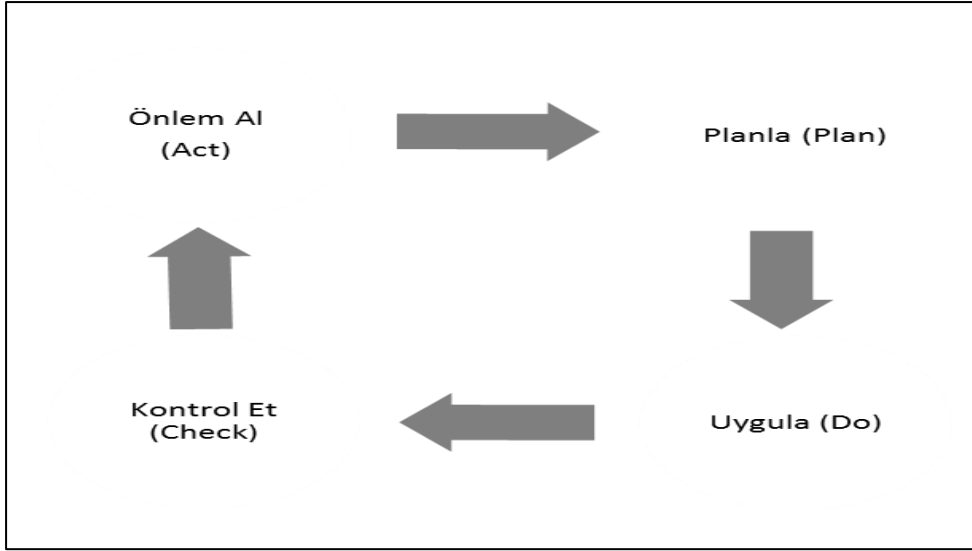 Önlem Al
(Act)
Planla (Plan)
Kontrol Et
(Check)
Uygula (Do)